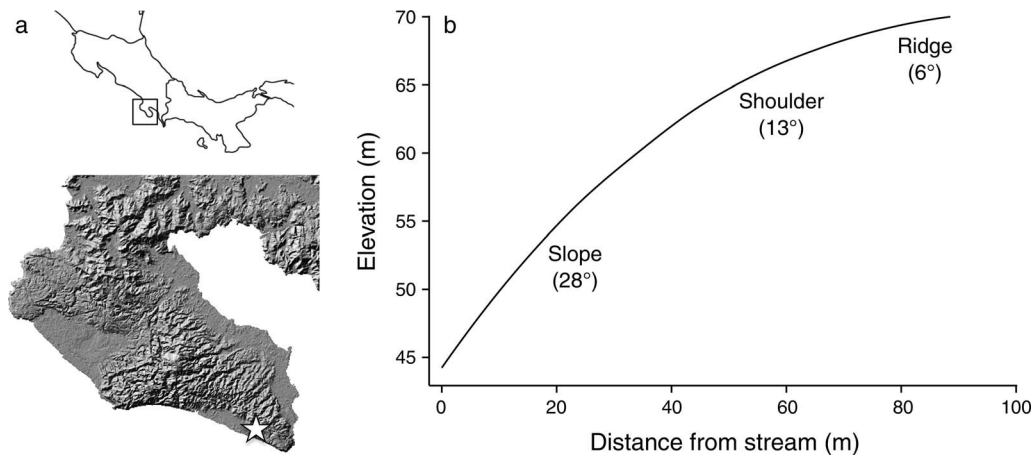 a
b
70
65
60
55
50
45
Elevation (m)
Ridge
(6°)
Shoulder
(13°)
Slope
(28°)
0
20
40
60
80
100
Distance from stream (m)